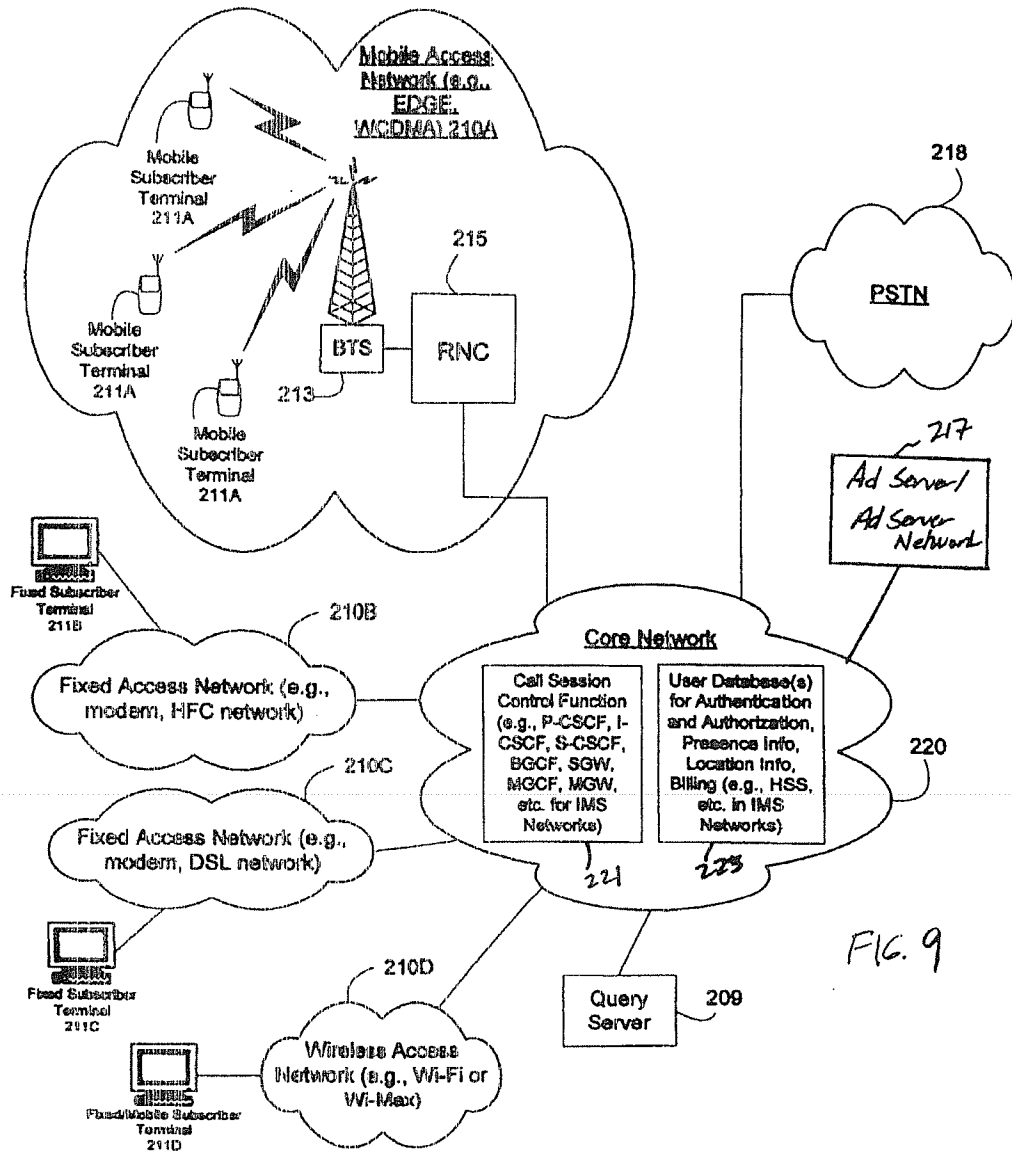 Mobile Access
Network (e.g.,
EDGE,
WCDMA) 210A
Mobile
Subscriber
Terminal
211A
Mobile
Subscriber
Terminal
211A
Mobile
Subscriber
Terminal
211A
BTS
213
215
RNC
218
PSTN
217
Ad Server/
Ad Server
Network
Fixed Subscriber
Terminal
211B
210B
Fixed Access Network (e.g.,
modem, HFC network)
210C
Fixed Access Network (e.g.,
modem, DSL network)
Fixed Subscriber
Terminal
211C
210D
Wireless Access
Network (e.g., Wi-Fi or
Wi-Max)
Fixed/Mobile Subscriber
Terminal
211D
Core Network
Call Session
Control Function
(e.g., P-CSCF, I-
CSCF, S-CSCF,
BGCF, SGW,
MGCF, MGW,
etc. for IMS
Networks)
221
User Database(s)
for Authentication
and Authorization,
Presence Info,
Location Info,
Billing (e.g., HSS,
etc. in IMS
Networks)
223
220
Query
Server
209
FIG. 9